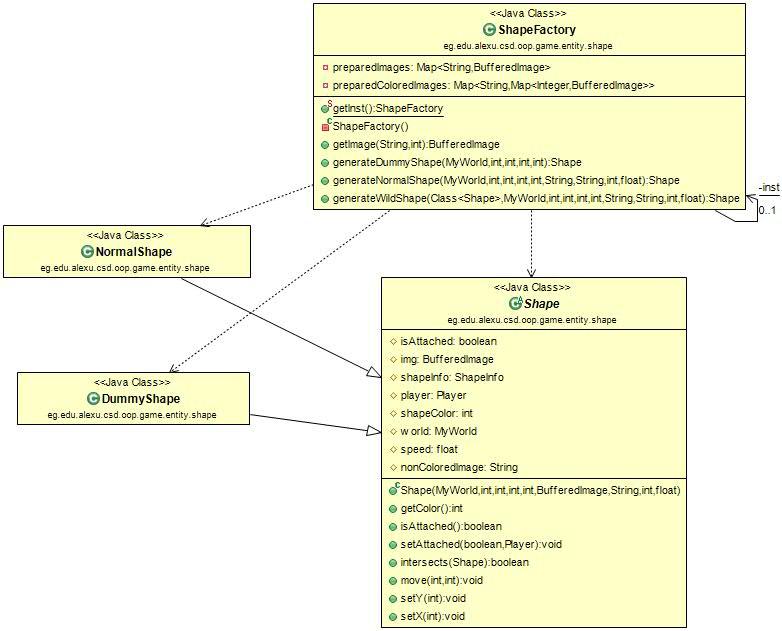 <<Java Class>>
ShapeFactory
eg.edu.alexu.csd.oop.game.entity.shape
preparedImages: Map<String,BufferedImage>
preparedColoredImages: Map<String,Map<Integer,BufferedImage>>
getInst():ShapeFactory
ShapeFactory()
getImage(String,int):BufferedImage
generateDummyShape(MyWorld,int,int,int,int):Shape
generateNormalShape(MyWorld,int,int,int,int,String,String,int,float):Shape
generateWildShape(Class<Shape>,MyWorld,int,int,int,int,String,String,int,float):Shape
-inst
0..1
<<Java Class>>
NormalShape
eg.edu.alexu.csd.oop.game.entity.shape
<<Java Class>>
DummyShape
eg.edu.alexu.csd.oop.game.entity.shape
<<Java Class>>
Shape
eg.edu.alexu.csd.oop.game.entity.shape
isAttached: boolean
img: BufferedImage
shapeInfo: ShapeInfo
player: Player
shapeColor: int
world: MyWorld
speed: float
nonColoredImage: String
Shape(MyWorld,int,int,int,int,BufferedImage,String,int,float)
getColor():int
isAttached():boolean
setAttached(boolean,Player):void
intersects(Shape):boolean
move(int,int):void
setY(int):void
setX(int):void